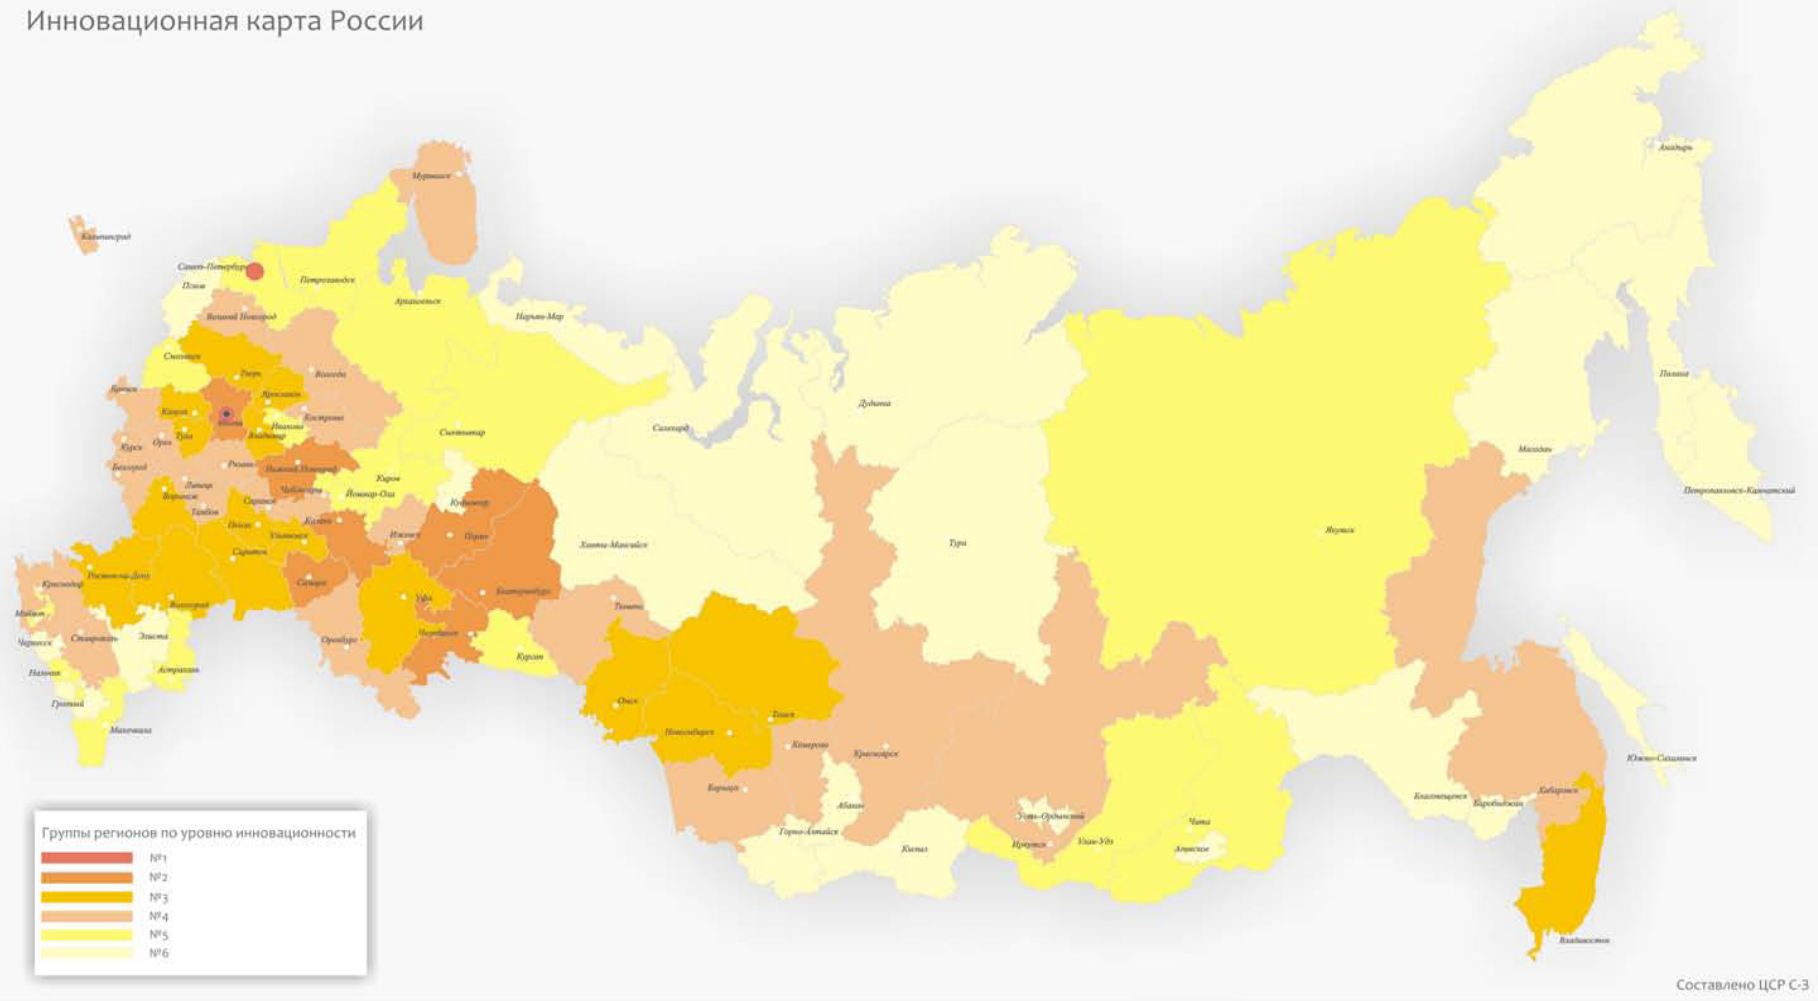 Инновационная карта России
Анадырь
Мурманск
Калининград
Санкт-Петербург
Петрозаводск
Псков
Архангельск
Великий Новгород
Нарьян-Мар
Смоленск
Тверь
Вологда
Палана
Брянск
Ярославль
Калуга
Москва
Кострома
Дудинка
Иваново
Салехард
Тула
Владимир
Сыктывкар
Орел
Курск
Магадан
Белгород
Рязань
Нижний Новгород
Киров
Липецк
Чебоксары
Йошкар-Ола
Петропавловск-Камчатский
Воронеж
Саранск
Кудымкар
Тамбов
Пенза
Казань
Якутск
Ульяновск
Ижевск
Пермь
Ханты-Мансийск
Тура
Саратов
Ростов-на-Дону
Самара
Краснодар
Екатеринбург
Уфа
Волгоград
Тюмень
Майкоп
Челябинск
Черкесск
Ставрополь
Элиста
Оренбург
Курган
Нальчик
Астрахань
Грозный
Омск
Томск
Махачкала
Новосибирск
Кемерово
Красноярск
Южно-Сахалинск
Барнаул
Абакан
Благовещенск
Биробиджан
Хабаровск
Усть-Ордынский
Горно-Алтайск
Чита
Иркутск
Улан-Удэ
Кызыл
Агинское
Владивосток
Группы регионов по уровню инновационности
№1
№2
№3
№4
№5
№6
Составлено ЦСР С-З